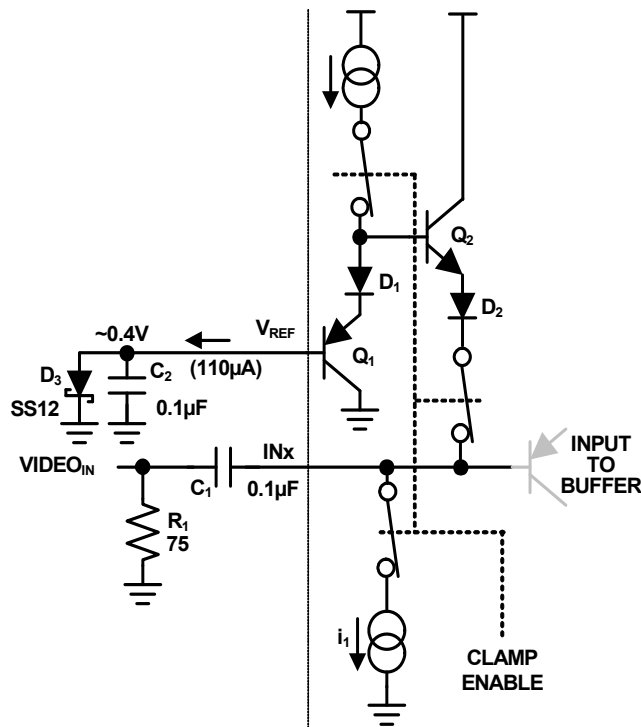 Q2
D1
D2
~0.4V
VREF
(110µA)
Q1
D3
SS12
C2
0.1µF
VIDEOIN
INx
C1
0.1µF
INPUT
TO
BUFFER
R1
75
i1
CLAMP
ENABLE